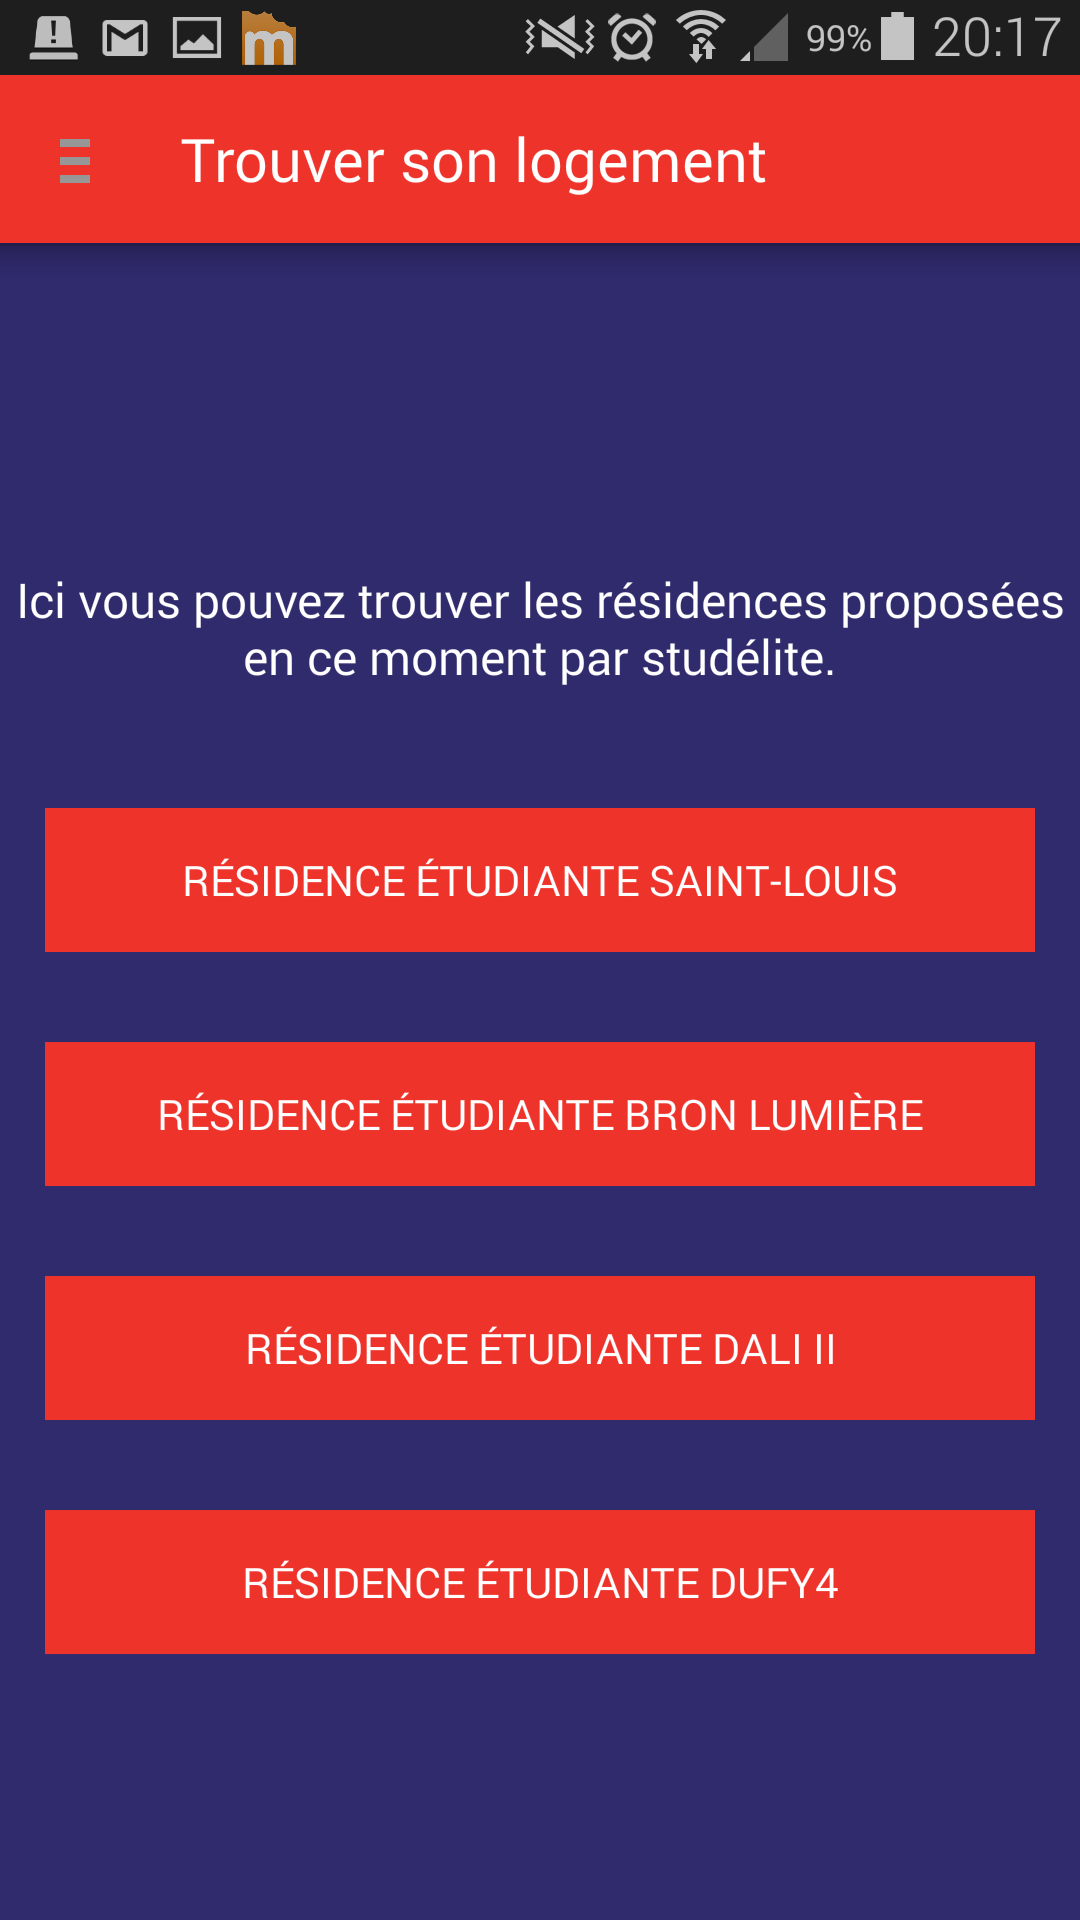 99% 20:17
Trouver son logement
Ici vous pouvez trouver les résidences proposées
en ce moment par studélite.
RÉSIDENCE ÉTUDIANTE SAINT-LOUIS
RÉSIDENCE ÉTUDIANTE BRON LUMIÈRE
RÉSIDENCE ÉTUDIANTE DALI II
RÉSIDENCE ÉTUDIANTE DUFY4